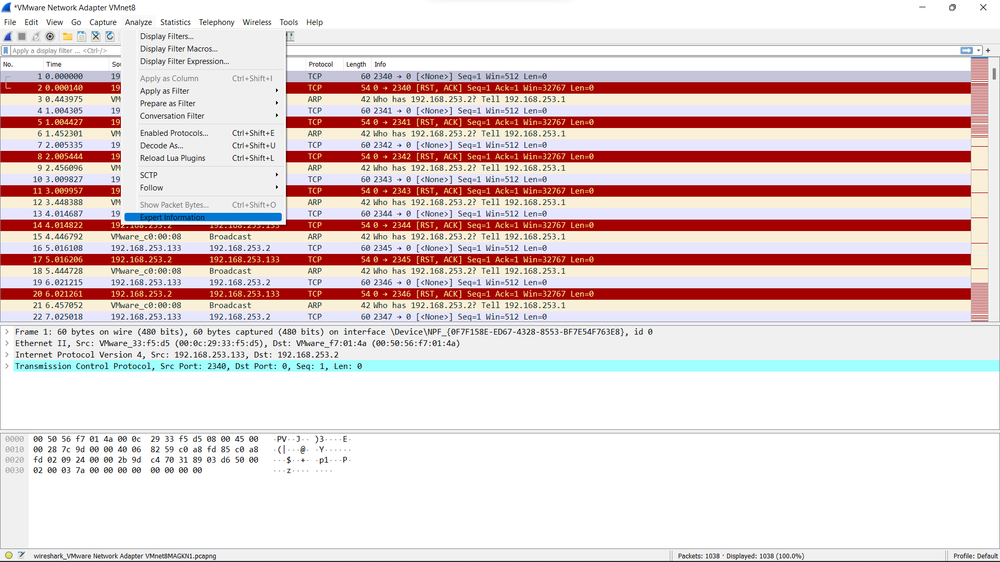 *VMware Network Adapter VMnet8
File Edit View Go Capture Analyze Statistics Telephony Wireless Tools Help
Apply a display filter ... <Ctrl-/>
Display Filters...
Display Filter Macros...
Display Filter Expression...
Apply as Column Ctrl+Shift+I
Apply as Filter
Prepare as Filter
Conversation Filter
Enabled Protocols... Ctrl+Shift+E
Decode As... Ctrl+Shift+U
Reload Lua Plugins Ctrl+Shift+L
SCTP
Follow
Show Packet Bytes... Ctrl+Shift+O
Expert Information
No. Time Protocol Length Info
1 0.000000 19 TCP 60 2340 → 0 [<None>] Seq=1 Win=512 Len=0
2 0.000140 19 TCP 54 0 → 2340 [RST, ACK] Seq=1 Ack=1 Win=32767 Len=0
3 0.443975 VM ARP 42 Who has 192.168.253.2? Tell 192.168.253.1
4 1.004305 19 TCP 60 2341 → 0 [<None>] Seq=1 Win=512 Len=0
5 1.004427 19 TCP 54 0 → 2341 [RST, ACK] Seq=1 Ack=1 Win=32767 Len=0
6 1.452301 VM ARP 42 Who has 192.168.253.2? Tell 192.168.253.1
7 2.005335 19 TCP 60 2342 → 0 [<None>] Seq=1 Win=512 Len=0
8 2.005444 19 TCP 54 0 → 2342 [RST, ACK] Seq=1 Ack=1 Win=32767 Len=0
9 2.456096 VM ARP 42 Who has 192.168.253.2? Tell 192.168.253.1
10 3.009827 19 TCP 60 2343 → 0 [<None>] Seq=1 Win=512 Len=0
11 3.009957 19 TCP 54 0 → 2343 [RST, ACK] Seq=1 Ack=1 Win=32767 Len=0
12 3.448388 VM ARP 42 Who has 192.168.253.2? Tell 192.168.253.1
13 4.014687 19 TCP 60 2344 → 0 [<None>] Seq=1 Win=512 Len=0
14 4.014822 192.168.253.2 192.168.253.133 TCP 54 0 → 2344 [RST, ACK] Seq=1 Ack=1 Win=32767 Len=0
15 4.446792 VMware_c0:00:08 Broadcast ARP 42 Who has 192.168.253.2? Tell 192.168.253.1
16 5.016108 192.168.253.133 192.168.253.2 TCP 60 2345 → 0 [<None>] Seq=1 Win=512 Len=0
17 5.016206 192.168.253.2 192.168.253.133 TCP 54 0 → 2345 [RST, ACK] Seq=1 Ack=1 Win=32767 Len=0
18 5.444728 VMware_c0:00:08 Broadcast ARP 42 Who has 192.168.253.2? Tell 192.168.253.1
19 6.021215 192.168.253.133 192.168.253.2 TCP 60 2346 → 0 [<None>] Seq=1 Win=512 Len=0
20 6.021261 192.168.253.2 192.168.253.133 TCP 54 0 → 2346 [RST, ACK] Seq=1 Ack=1 Win=32767 Len=0
21 6.457052 VMware_c0:00:08 Broadcast ARP 42 Who has 192.168.253.2? Tell 192.168.253.1
22 7.025018 192.168.253.133 192.168.253.2 TCP 60 2347 → 0 [<None>] Seq=1 Win=512 Len=0
Frame 1: 60 bytes on wire (480 bits), 60 bytes captured (480 bits) on interface \Device\NPF_{0F7F158E-ED67-4328-8553-BF7E54F763E8}, id 0
Ethernet II, Src: VMware_33:f5:d5 (00:0c:29:33:f5:d5), Dst: VMware_f7:01:4a (00:50:56:f7:01:4a)
Internet Protocol Version 4, Src: 192.168.253.133, Dst: 192.168.253.2
Transmission Control Protocol, Src Port: 2340, Dst Port: 0, Seq: 1, Len: 0
0000 00 50 56 f7 01 4a 00 0c 29 33 f5 d5 08 00 45 00 ·PV··J·· )3····E·
0010 00 28 7c 9d 00 00 40 06 82 59 c0 a8 fd 85 c0 a8 ·(|···@· ·Y······
0020 fd 02 09 24 00 00 2b 9d c4 70 31 89 03 d6 50 00 ···$··+· ·p1···P·
0030 02 00 03 7a 00 00 00 00 00 00 00 00 ···z···· ····
wireshark_VMware Network Adapter VMnet8MAGKN1.pcapng Packets: 1038 · Displayed: 1038 (100.0%) Profile: Default